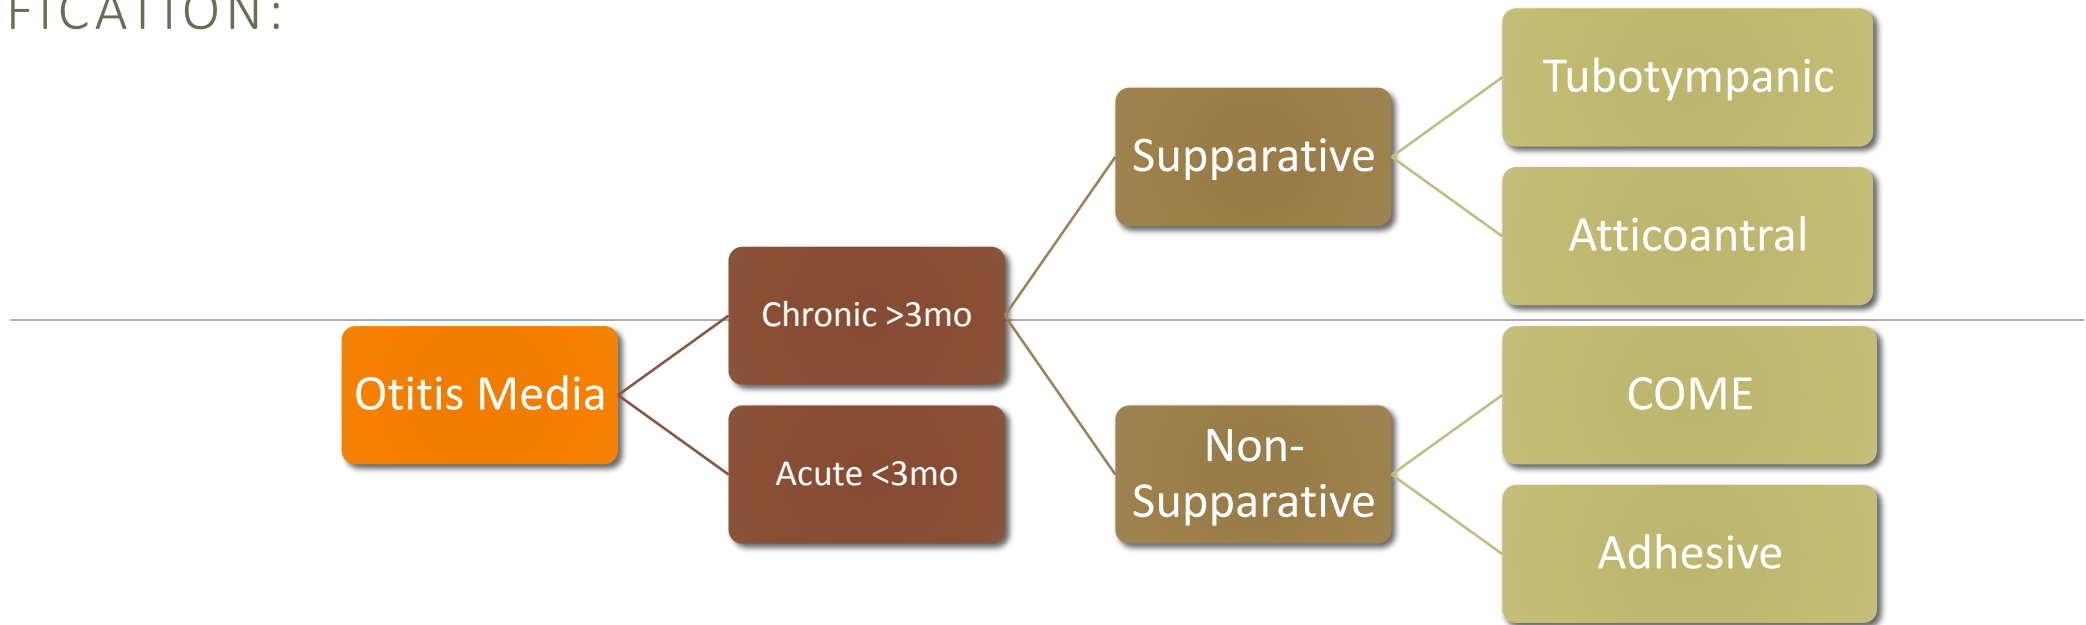 FICATION:
Otitis Media
Chronic >3mo
Acute <3mo
Supparative
Non-
Supparative
Tubotympanic
Atticoantral
COME
Adhesive